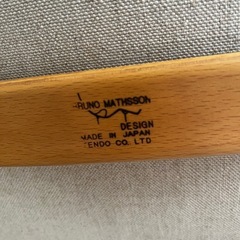 BRUNO MATHSSON
DESIGN
MADE IN JAPAN
TENDO CO. LTD